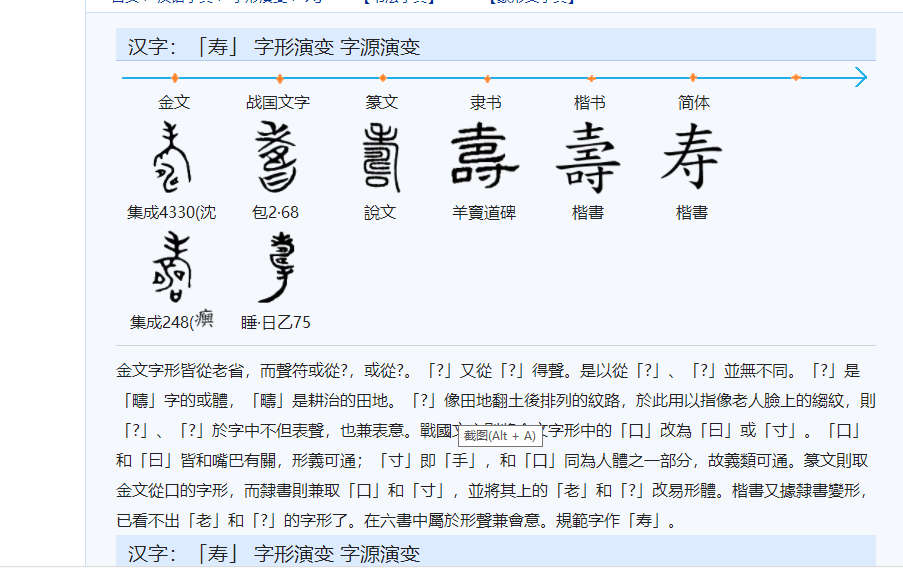 汉字：「寿」 字形演变 字源演变
金文 战国文字 篆文 隶书 楷书 简体
集成4330(沈 包2·68 說文 羊竇道碑 楷書 楷書
集成248( 睡·日乙75
金文字形皆從老省，而聲符或從?，或從?。「?」又從「?」得聲。是以從「?」、「?」並無不同。「?」是
「疇」字的或體，「疇」是耕治的田地。「?」像田地翻土後排列的紋路，於此用以指像老人臉上的縐紋，則
「?」、「?」於字中不但表聲，也兼表意。戰國文字則將金文字形中的「口」改為「曰」或「寸」。「口」
截图(Alt + A)
和「曰」皆和嘴巴有關，形義可通；「寸」即「手」，和「口」同為人體之一部分，故義類可通。篆文則取
金文從口的字形，而隸書則兼取「口」和「寸」，並將其上的「老」和「?」改易形體。楷書又據隸書變形，
已看不出「老」和「?」的字形了。在六書中屬於形聲兼會意。規範字作「寿」。
汉字：「寿」 字形演变 字源演变